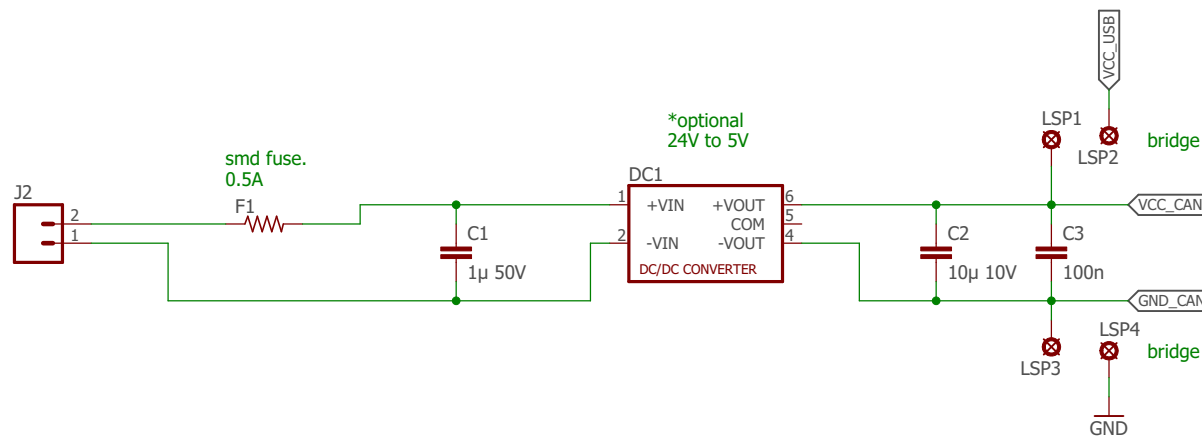 VCC_USB
*optional
24V to 5V
LSP1
LSP2
bridge
smd fuse.
0.5A
F1
J2
2
1
DC1
1
+VIN
+VOUT
6
COM
5
2
-VIN
-VOUT
4
DC/DC CONVERTER
VCC_CAN
C1
1µ 50V
C2
10µ 10V
C3
100n
GND_CAN
LSP3
LSP4
bridge
GND